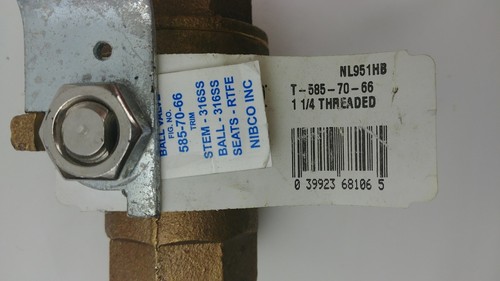 NL951HB
T-585-70-66
1 1/4 THREADED
0 39923 68106 5
BALL VALVE
FIG. NO.
585-70-66
TRIM
STEM - 316SS
BALL - 316SS
SEATS - RTFE
NIBCO INC